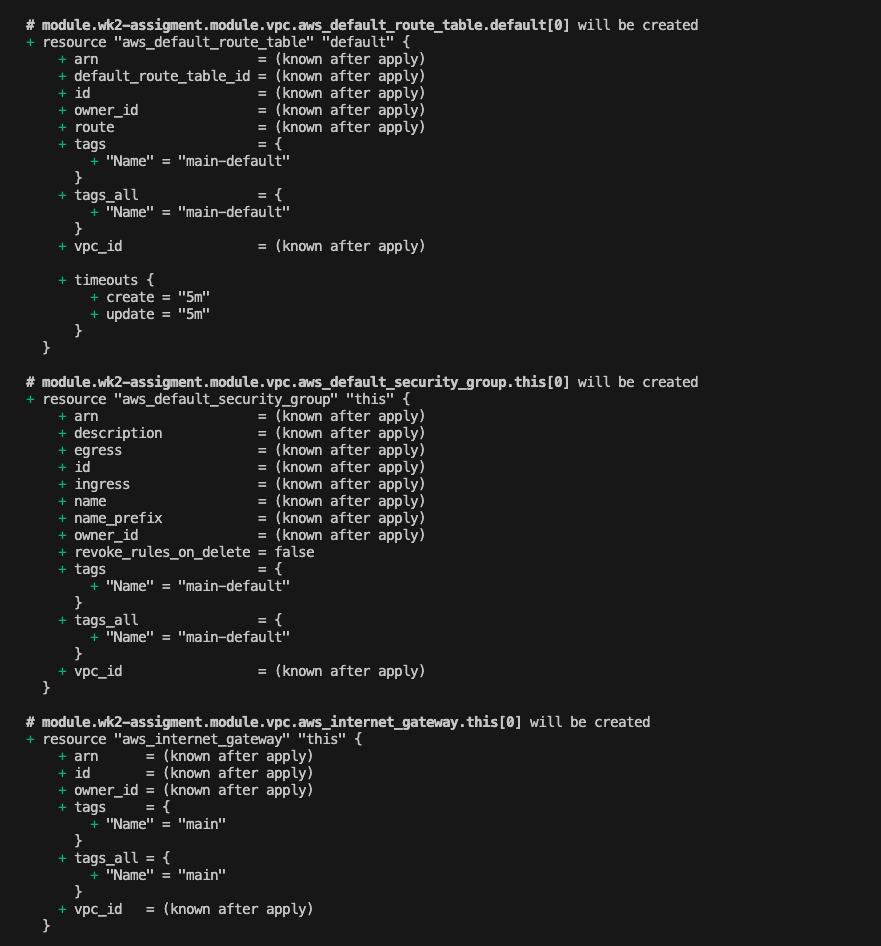 # module.wk2-assigment.module.vpc.aws_default_route_table.default[0] will be created
+ resource "aws_default_route_table" "default" {
+ arn = (known after apply)
+ default_route_table_id = (known after apply)
+ id = (known after apply)
+ owner_id = (known after apply)
+ route = (known after apply)
+ tags = {
+ "Name" = "main-default"
}
+ tags_all = {
+ "Name" = "main-default"
}
+ vpc_id = (known after apply)
+ timeouts {
+ create = "5m"
+ update = "5m"
}
}
# module.wk2-assigment.module.vpc.aws_default_security_group.this[0] will be created
+ resource "aws_default_security_group" "this" {
+ arn = (known after apply)
+ description = (known after apply)
+ egress = (known after apply)
+ id = (known after apply)
+ ingress = (known after apply)
+ name = (known after apply)
+ name_prefix = (known after apply)
+ owner_id = (known after apply)
+ revoke_rules_on_delete = false
+ tags = {
+ "Name" = "main-default"
}
+ tags_all = {
+ "Name" = "main-default"
}
+ vpc_id = (known after apply)
}
# module.wk2-assigment.module.vpc.aws_internet_gateway.this[0] will be created
+ resource "aws_internet_gateway" "this" {
+ arn = (known after apply)
+ id = (known after apply)
+ owner_id = (known after apply)
+ tags = {
+ "Name" = "main"
}
+ tags_all = {
+ "Name" = "main"
}
+ vpc_id = (known after apply)
}